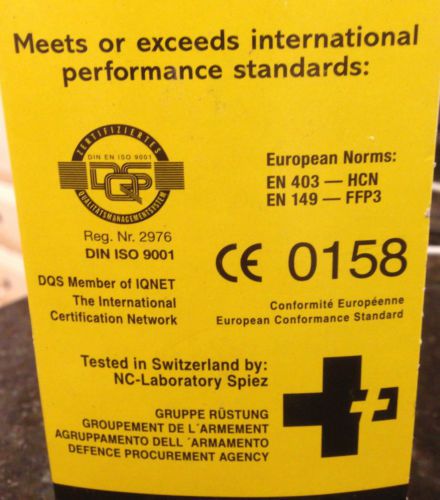 Meets or exceeds international
performance standards:
ZERTIFIZIERTES
DIN EN ISO 9001
DQS
QUALITÄTSMANAGEMENTSYSTEM
Reg. Nr. 2976
DIN ISO 9001
DQS Member of IQNET
The International
Certification Network
European Norms:
EN 403 — HCN
EN 149 — FFP3
CE 0158
Conformité Européenne
European Conformance Standard
Tested in Switzerland by:
NC-Laboratory Spiez
GRUPPE RÜSTUNG
GROUPEMENT DE L´ARMEMENT
AGRUPPAMENTO DELL ´ARMAMENTO
DEFENCE PROCUREMENT AGENCY